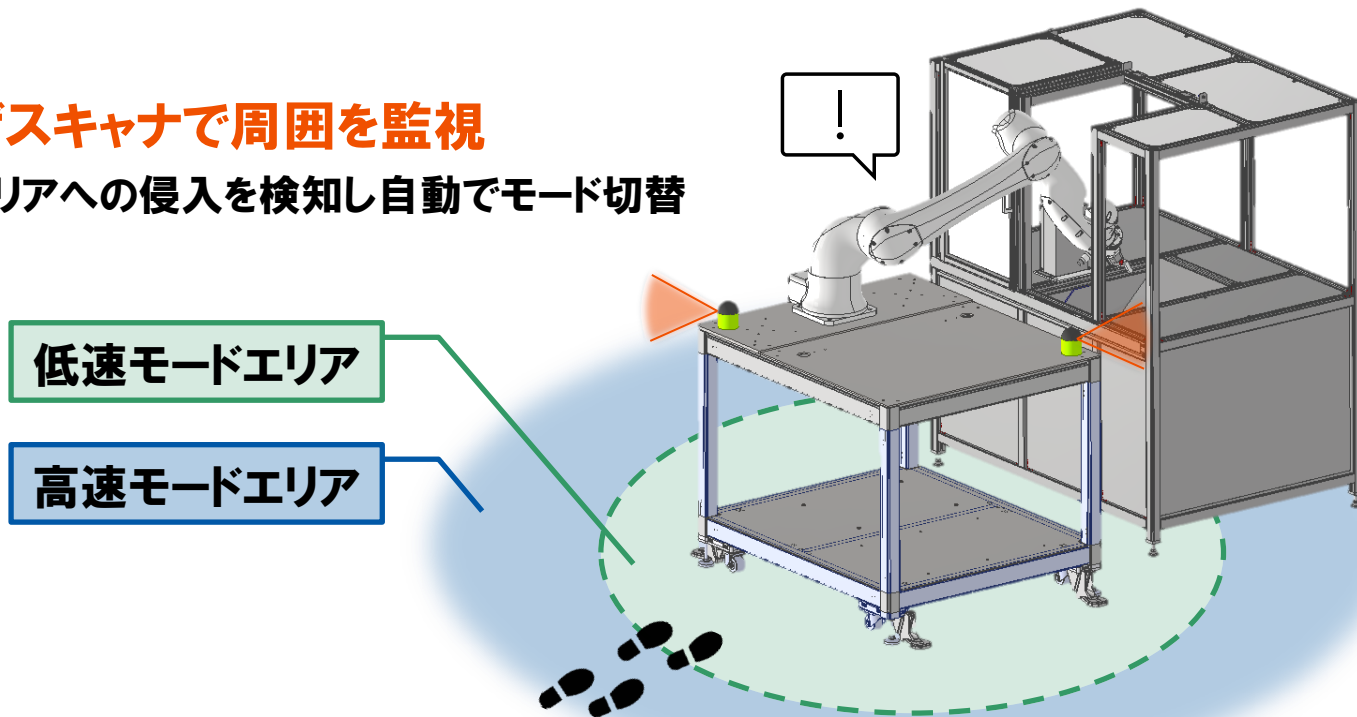 スキャナで周囲を監視
リアへの侵入を検知し自動でモード切替
!
低速モードエリア
高速モードエリア